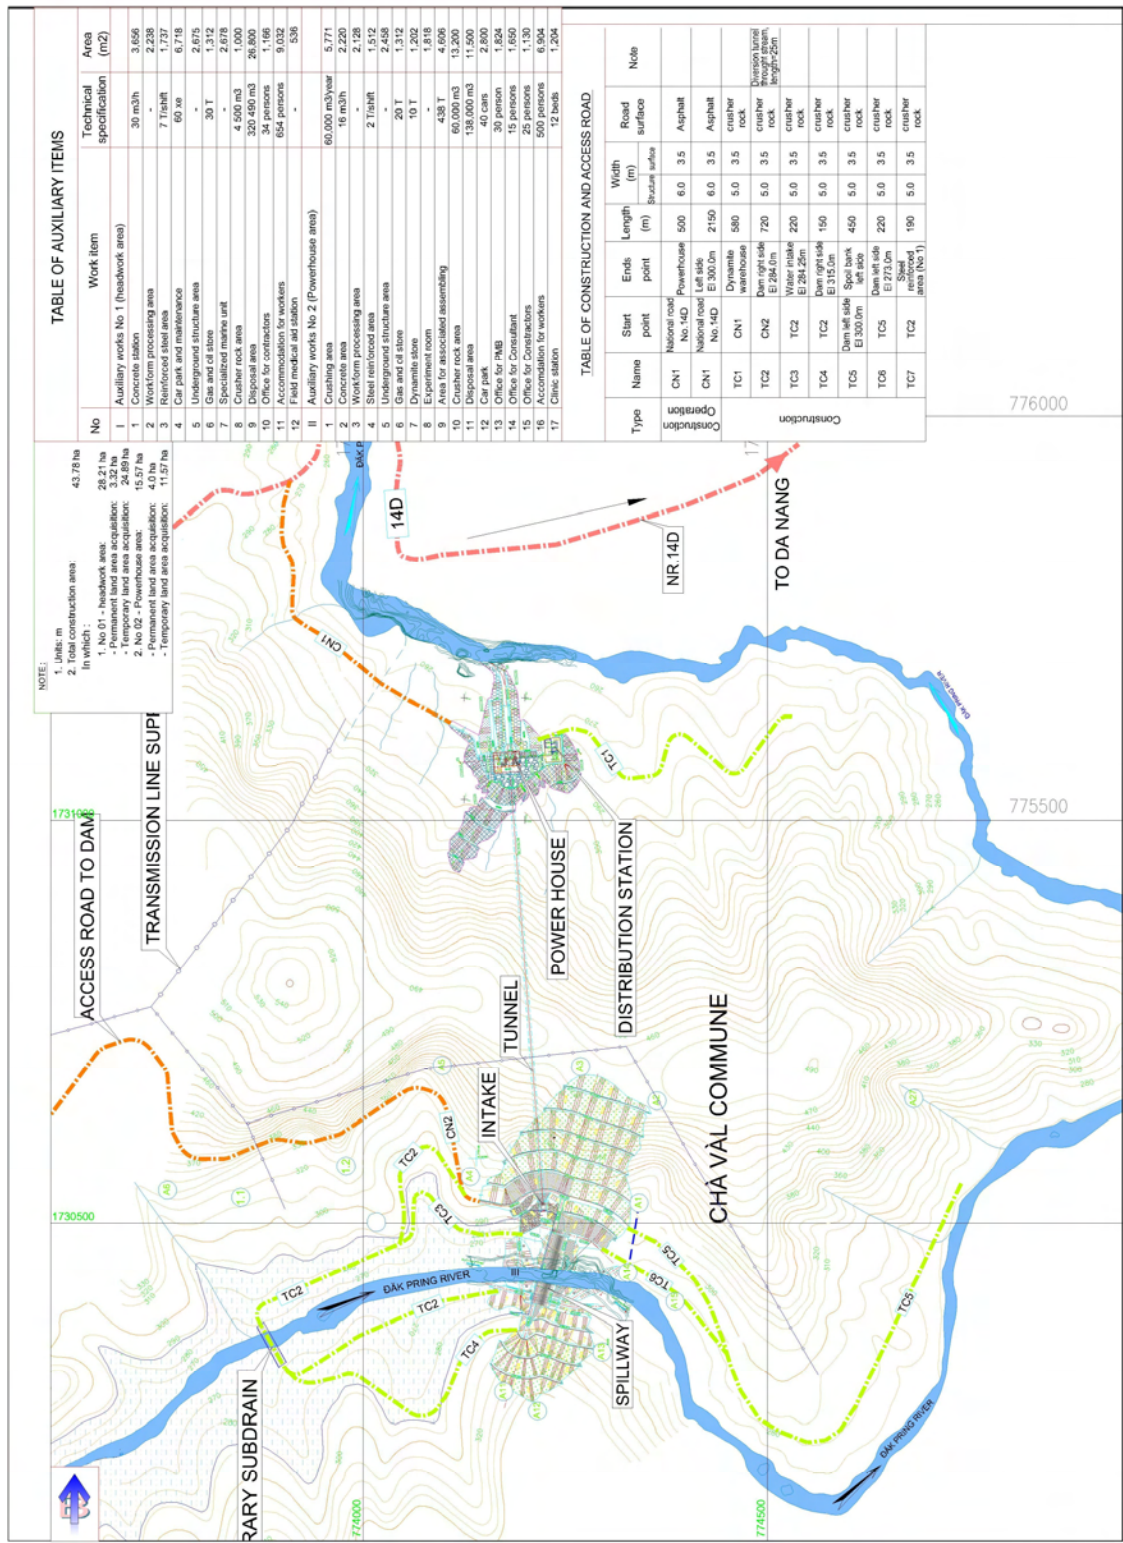 NOTE :
1. Units: m
2. Total construction area: 43.78 ha
In which :
1. No 01 - headwork area: 28.21 ha
- Permanent land area acquisition: 3.32 ha
- Temporary land area acquisition: 24.89 ha
2. No 02 - Powerhouse area: 15.57 ha
- Permanent land area acquisition: 4.0 ha
- Temporary land area acquisition: 11.57 ha
TABLE OF AUXILIARY ITEMS
No Work item Technical specification Area (m2)
I Auxiliary works No 1 (headwork area)
1 Concrete station 30 m3/h 3,656
2 Workform processing area - 2,238
3 Reinforced steel area 7 T/shift 1,737
4 Car park and maintenance 60 xe 6,718
5 Underground structure area - 2,675
6 Gas and oil store 30 T 1,312
7 Specialized marine unit - 2,678
8 Crusher rock area 4 500 m3 1,000
9 Disposal area 320 490 m3 26,800
10 Office for contractors 34 persons 1,166
11 Accommodation for workers 654 persons 9,032
12 Field medical aid station - 536
II Auxiliary works No 2 (Powerhouse area)
1 Crushing area 60,000 m3/year 5,771
2 Concrete area 16 m3/h 2,220
3 Workform processing area - 2,128
4 Steel reinforced area 2 T/shift 1,512
5 Underground structure area - 2,458
6 Gas and oil store 20 T 1,312
7 Dynamite store 10 T 1,202
8 Experiment room - 1,818
9 Area for associated assembling 438 T 4,606
10 Crusher rock area 60,000 m3 13,200
11 Disposal area 138,000 m3 11,500
12 Car park 40 cars 2,800
13 Office for PMB 30 person 1,824
14 Office for Consultant 15 persons 1,650
15 Office for Constractors 25 persons 1,130
16 Accomdation for workers 500 persons 6,904
17 Clinic station 12 beds 1,204
TABLE OF CONSTRUCTION AND ACCESS ROAD
Type Name Start point Ends point Length (m) Width (m) Structure surface Road surface Note
Construction Operation
CN1 National road No.14D Powerhouse 500 6.0 3.5 Asphalt
CN1 National road No.14D Left side El 300.0m 2150 6.0 3.5 Asphalt
Construction
TC1 CN1 Dynamite warehouse 580 5.0 3.5 crusher rock
TC2 CN2 Dam right side El 284.0m 720 5.0 3.5 crusher rock Diversion tunnel throught stream, length=25m
TC3 TC2 Water intake El 284.25m 220 5.0 3.5 crusher rock
TC4 TC2 Dam right side El 315.0m 150 5.0 3.5 crusher rock
TC5 Dam left side El 300.0m Spoil bank left side 450 5.0 3.5 crusher rock
TC6 TC5 Dam left side El 273.0m 220 5.0 3.5 crusher rock
TC7 TC2 Steel reinforced area (No 1) 190 5.0 3.5 crusher rock
ACCESS ROAD TO DAM
TRANSMISSION LINE SUPP
14D
NR.14D
TO DA NANG
ĐĂK P
CN1
TC1
ĐĂK PRING RIVER
776000
775500
1731000
POWER HOUSE
DISTRIBUTION STATION
TUNNEL
INTAKE
CHÀ VÀL COMMUNE
CN2
TC2
TC3
TC2
TC2
TC4
TC5
TC6
TC5
ĐĂK PRING RIVER
ĐĂK PRING RIVER
SPILLWAY
RARY SUBDRAIN
1730500
774000
774500